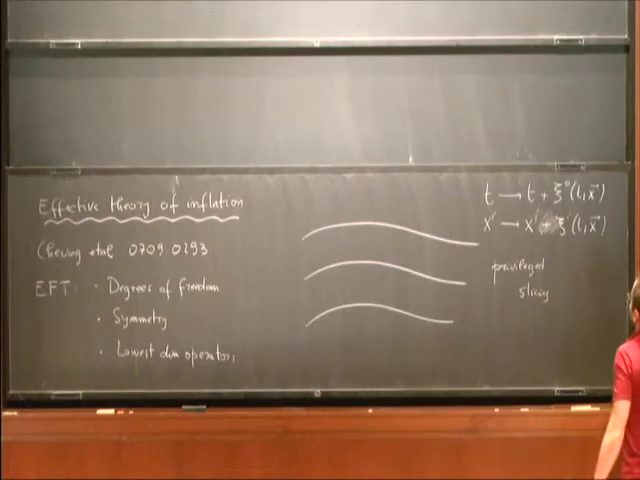 Effective theory of inflation
Cheung et al 0709.0293
EFT: · Degrees of freedom
· Symmetry
· Lowest dim operators
t → t + ξ⁰(t, x⃗)
xⁱ → xⁱ + ξⁱ(t, x⃗)
privileged
slicing